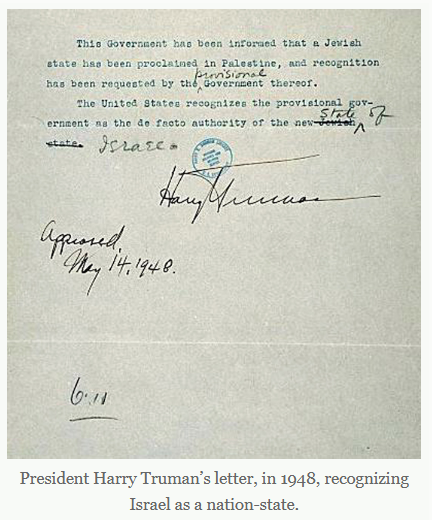 This Government has been informed that a Jewish
state has been proclaimed in Palestine, and recognition
provisional
has been requested by the Government thereof.
The United States recognizes the provisional gov-
State of
ernment as the de facto authority of the new Jewish
state. Israel.
Harry Truman
Approved,
May 14, 1948.
6.11
President Harry Truman’s letter, in 1948, recognizing
Israel as a nation-state.